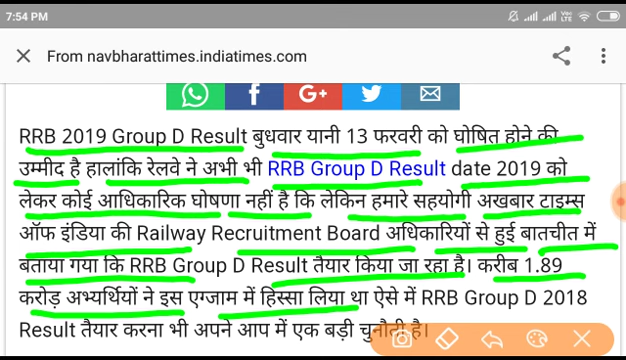 7:54 PM
VoI LTE
From navbharattimes.indiatimes.com
f G+
RRB 2019 Group D Result बुधवार यानी 13 फरवरी को घोषित होने की
उम्मीद है हालांकि रेलवे ने अभी भी RRB Group D Result date 2019 को
लेकर कोई आधिकारिक घोषणा नहीं है कि लेकिन हमारे सहयोगी अखबार टाइम्स
ऑफ इंडिया की Railway Recruitment Board अधिकारियों से हुई बातचीत में
बताया गया कि RRB Group D Result तैयार किया जा रहा है। करीब 1.89
करोड़ अभ्यर्थियों ने इस एग्जाम में हिस्सा लिया था ऐसे में RRB Group D 2018
Result तैयार करना भी अपने आप में एक बड़ी चुनौती है।